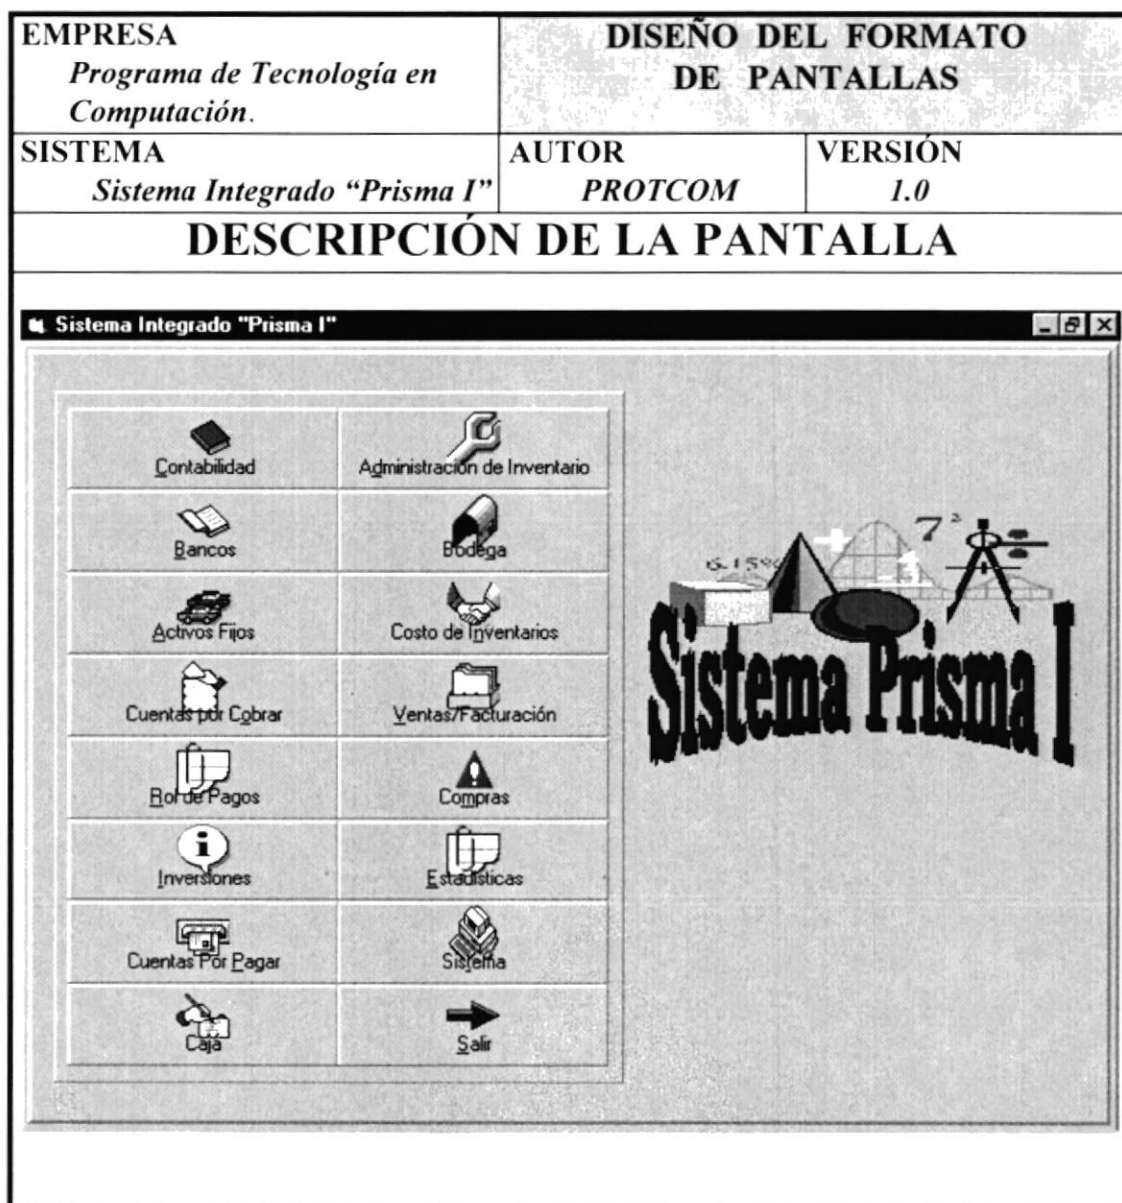 EMPRESA
Programa de Tecnología en
Computación.
DISEÑO DEL FORMATO
DE PANTALLAS
SISTEMA
Sistema Integrado “Prisma I”
AUTOR
PROTCOM
VERSIÓN
1.0
DESCRIPCIÓN DE LA PANTALLA
Sistema Integrado "Prisma I"
Contabilidad
Administración de Inventario
Bancos
Bodega
Activos Fijos
Costo de Inventarios
Cuentas por Cobrar
Ventas/Facturación
Rol de Pagos
Compras
Inversiones
Estadísticas
Cuentas Por Pagar
Sistema
Caja
Salir
6.15%
7²
Sistema Prisma I